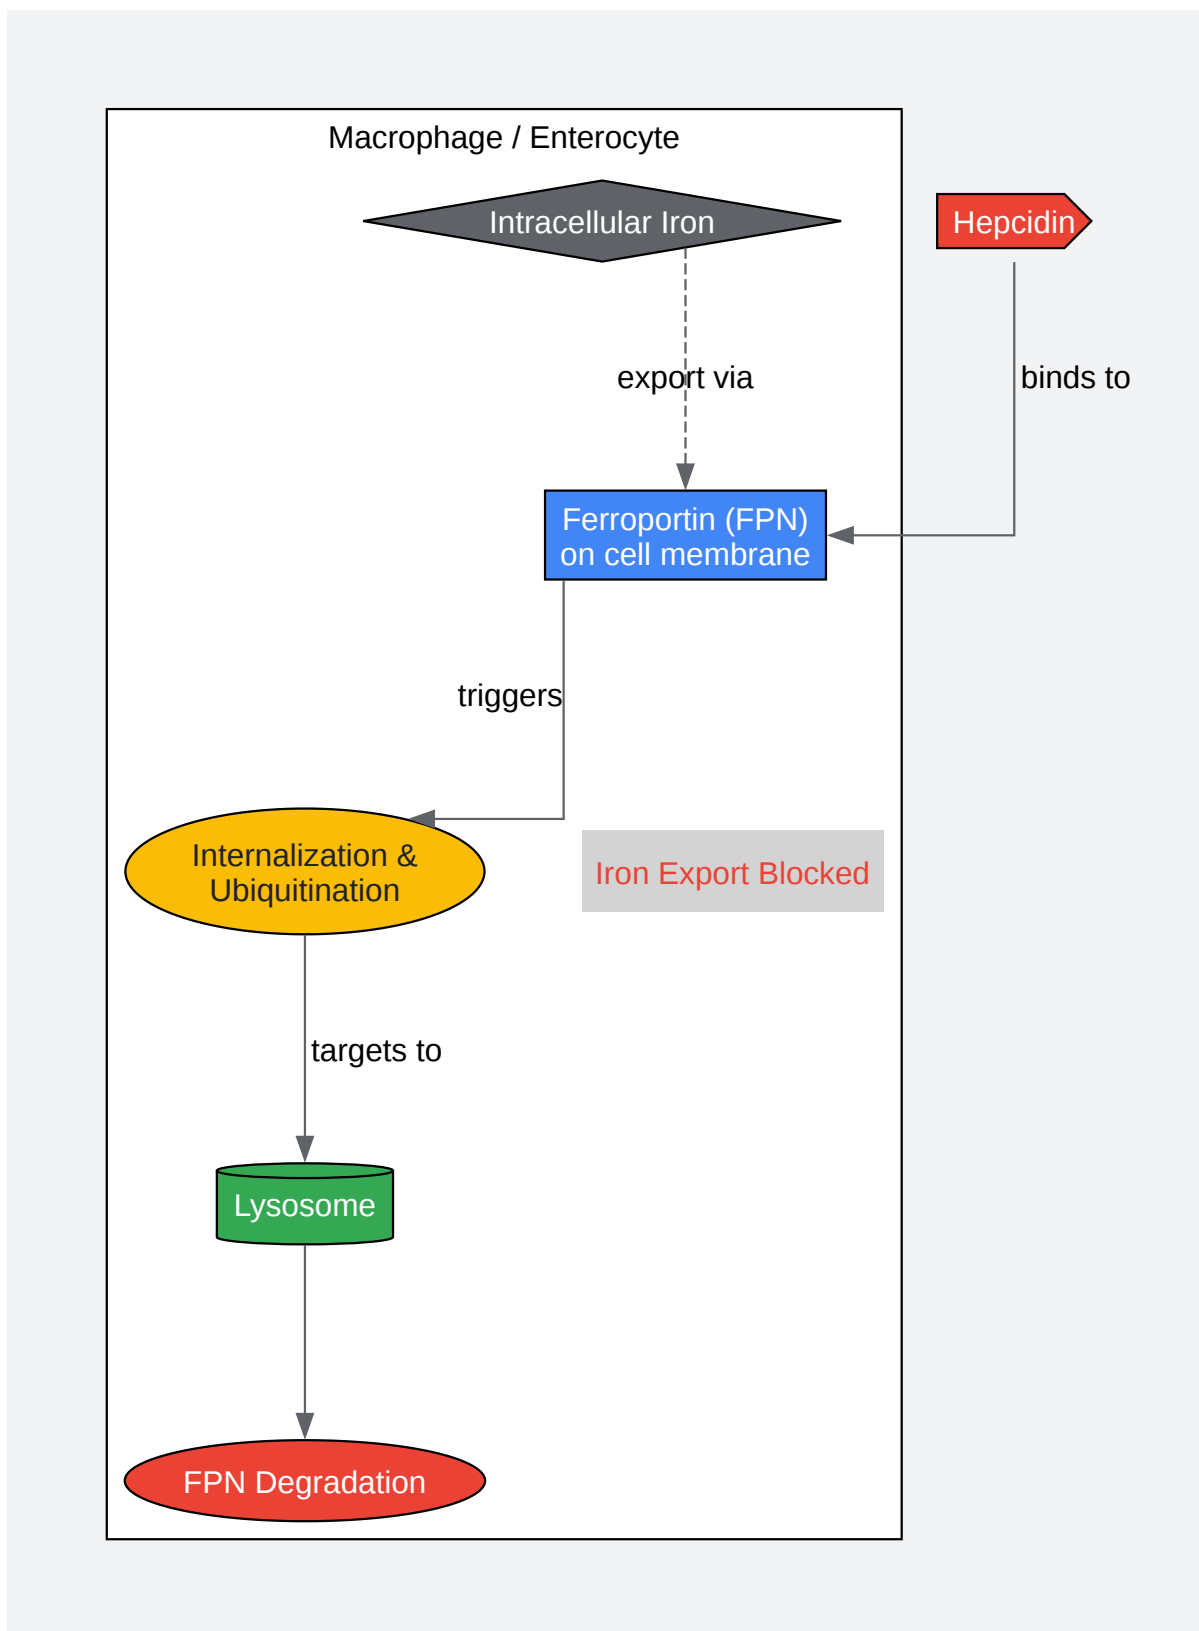 Macrophage / Enterocyte
Intracellular Iron
Hepcidin
export via
binds to
Ferroportin (FPN)
on cell membrane
triggers
Internalization &
Ubiquitination
Iron Export Blocked
targets to
Lysosome
FPN Degradation